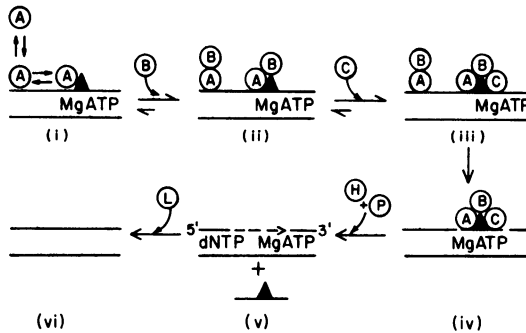 A
A A B B B C B B
A A A A C
MgATP MgATP MgATP
(i) (ii) (iii)
B
L H + P A C
5' 3'
dNTP MgATP MgATP
+
(vi) (v) (iv)